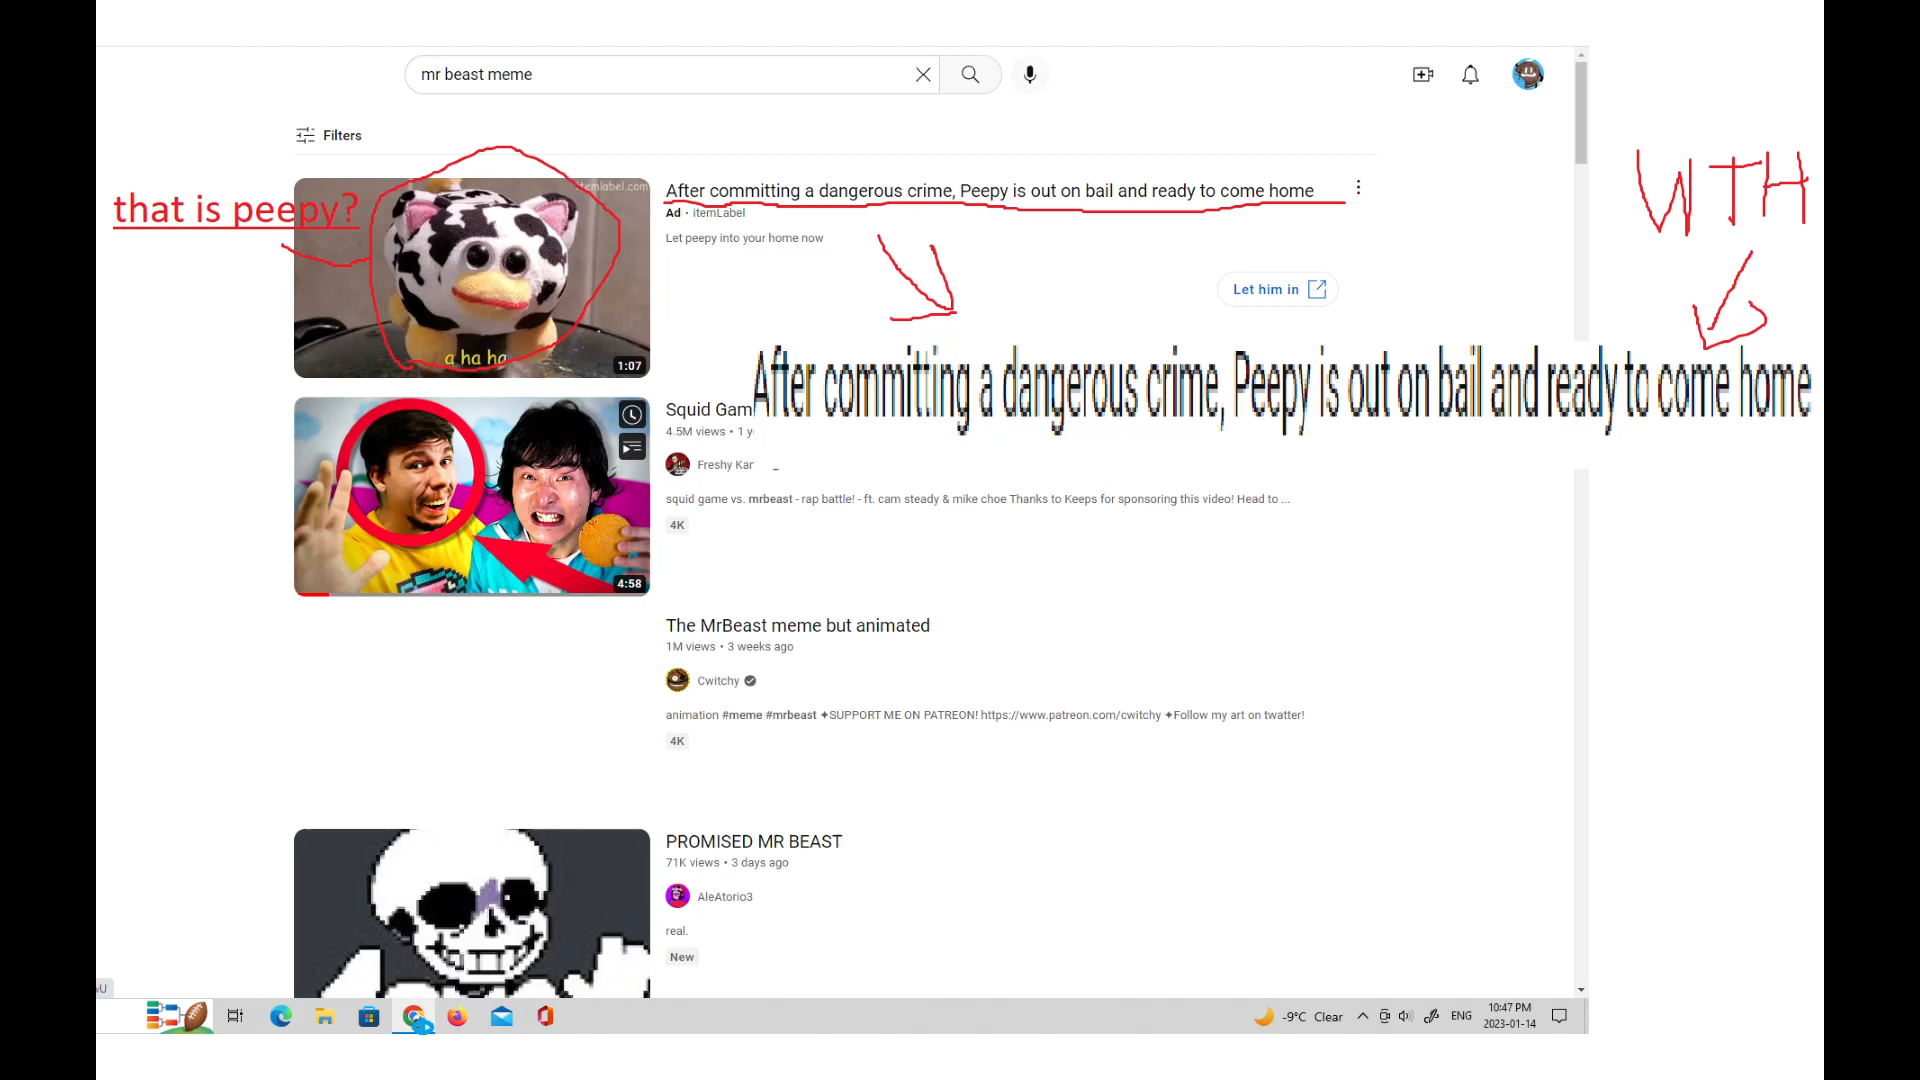 mr beast meme
Filters
that is peepy?
temlabel.com
a ha ha
1:07
After committing a dangerous crime, Peepy is out on bail and ready to come home
Ad · itemLabel
Let peepy into your home now
Let him in
WTH
After committing a dangerous crime, Peepy is out on bail and ready to come home
4:58
Squid Gam
4.5M views • 1 y
Freshy Kar
squid game vs. mrbeast - rap battle! - ft. cam steady & mike choe Thanks to Keeps for sponsoring this video! Head to ...
4K
The MrBeast meme but animated
1M views • 3 weeks ago
Cwitchy
animation #meme #mrbeast ✦SUPPORT ME ON PATREON! https://www.patreon.com/cwitchy ✦Follow my art on twatter!
4K
PROMISED MR BEAST
71K views • 3 days ago
AleAtorio3
real.
New
-9°C Clear
ENG
10:47 PM
2023-01-14